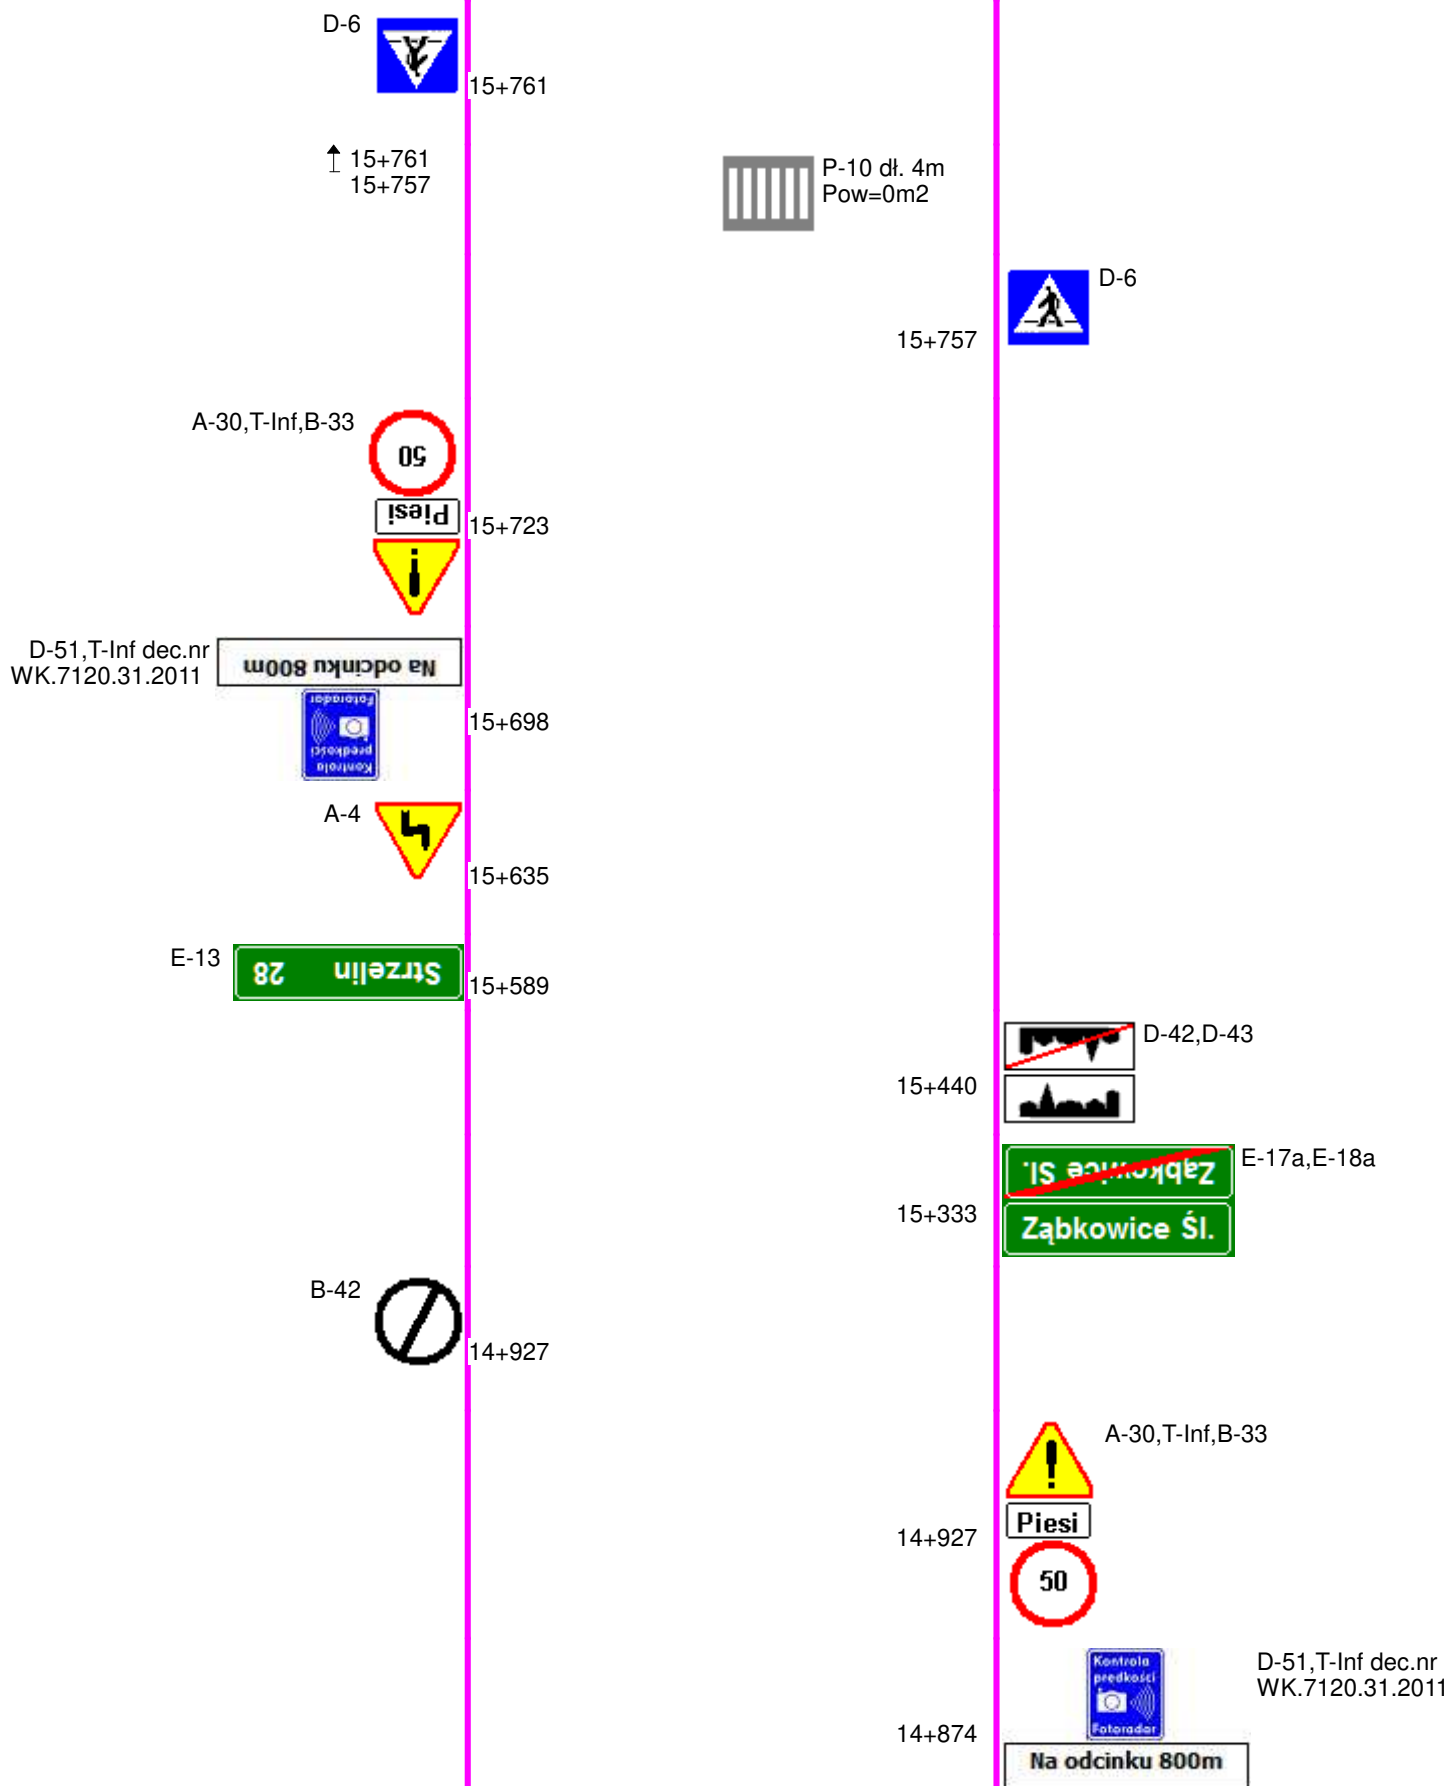 D-6
15+761
15+761
15+757
P-10 dł. 4m
Pow=0m2
D-6
15+757
A-30,T-Inf,B-33
50
Piesi
15+723
D-51,T-Inf dec.nr
WK.7120.31.2011
Na odcinku 800m
Kontrola
prędkości
Fotoradar
15+698
A-4
15+635
E-13
Strzelin 28
15+589
D-42,D-43
15+440
E-17a,E-18a
Ząbkowice Śl.
15+333
Ząbkowice Śl.
B-42
14+927
A-30,T-Inf,B-33
Piesi
14+927
50
Kontrola
prędkości
Fotoradar
D-51,T-Inf dec.nr
WK.7120.31.2011
14+874
Na odcinku 800m